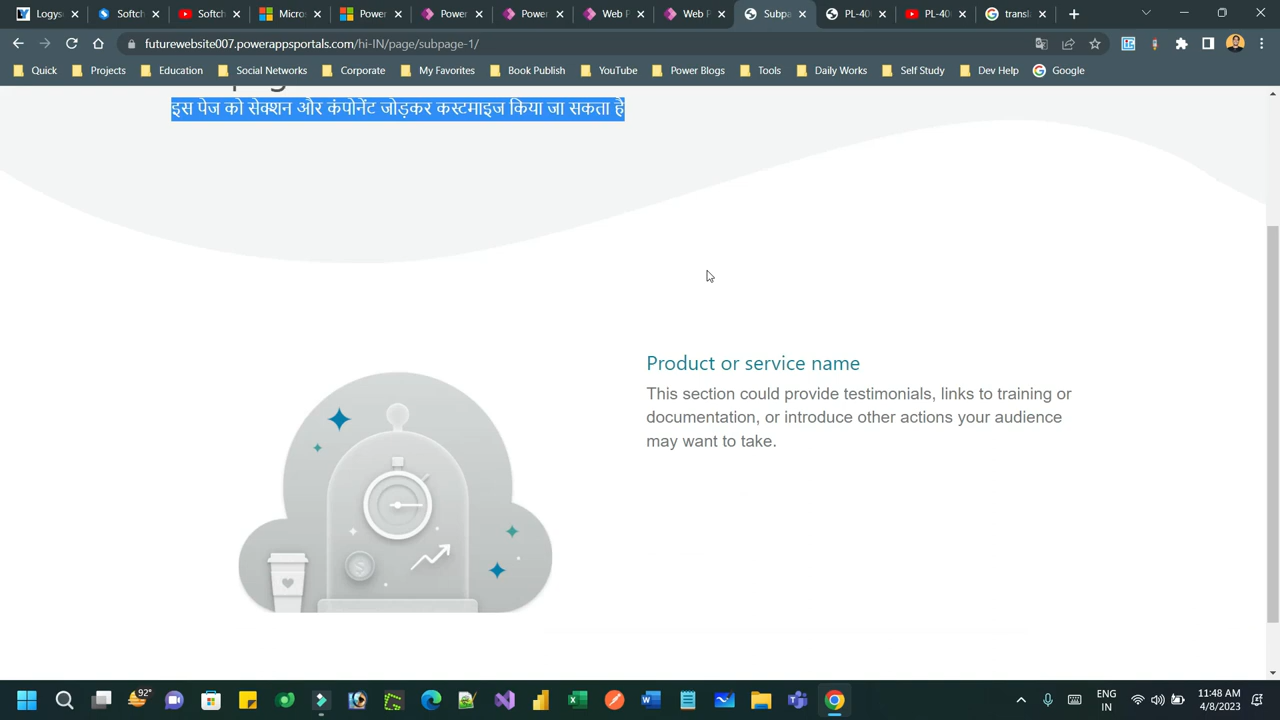 Logys
Softch
Softch
Micros
Power
Power
Power
Web P
Web P
Subpa
PL-40
PL-40
transla
futurewebsite007.powerappsportals.com/hi-IN/page/subpage-1/
Quick
Projects
Education
Social Networks
Corporate
My Favorites
Book Publish
YouTube
Power Blogs
Tools
Daily Works
Self Study
Dev Help
Google
इस पेज को सेक्शन और कंपोनेंट जोड़कर कस्टमाइज किया जा सकता है
Product or service name
This section could provide testimonials, links to training or
documentation, or introduce other actions your audience
may want to take.
92°
ENG
IN
11:48 AM
4/8/2023